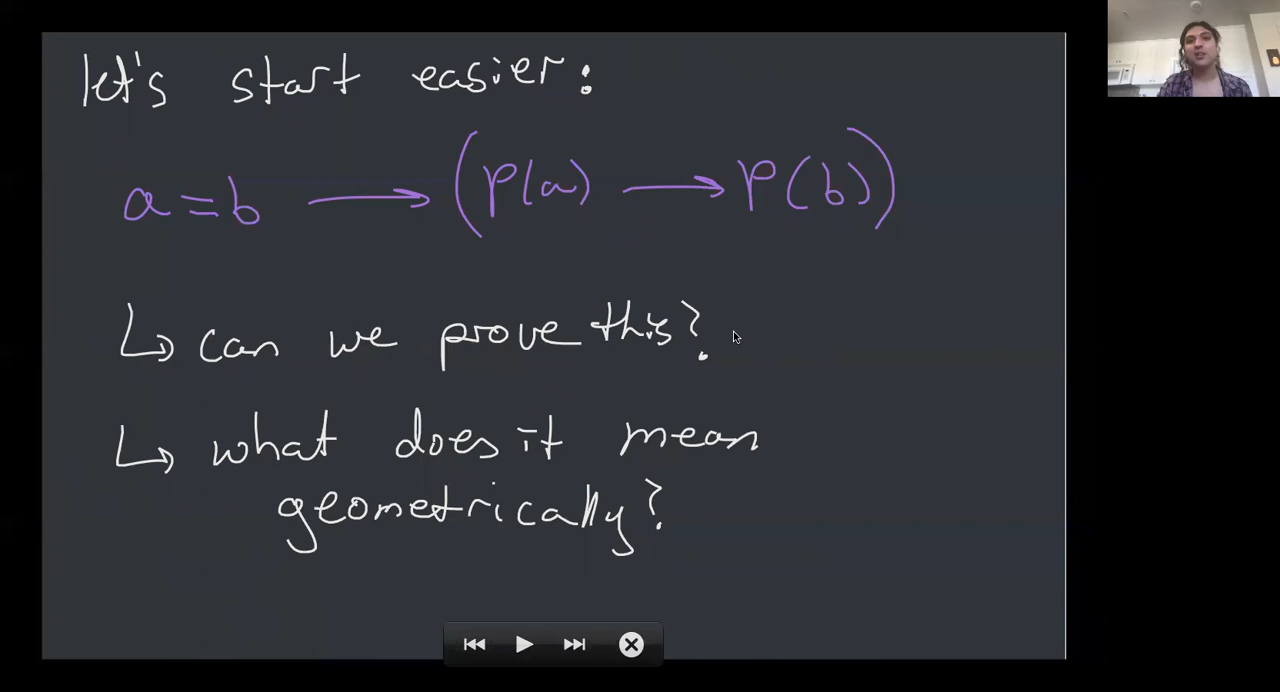 let's start easier:
a = b ⟶ (P(a) ⟶ P(b))
↳ can we prove this?
↳ what does it mean
geometrically?